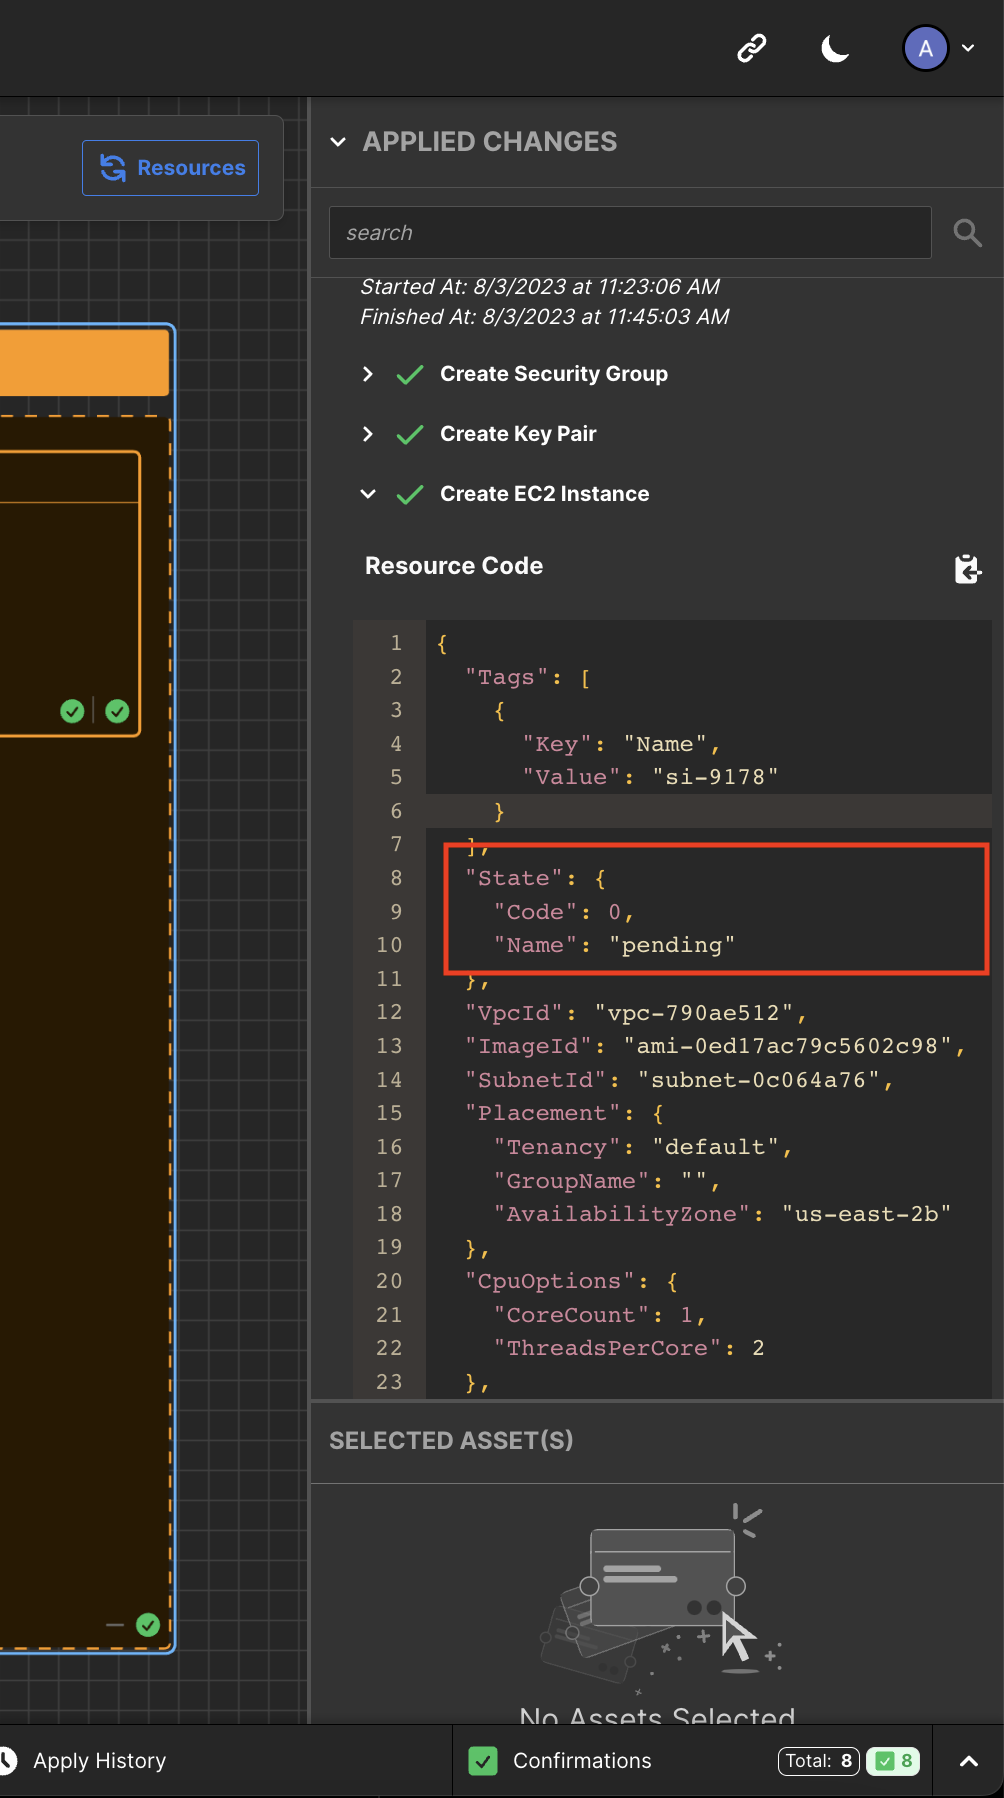 A
Resources
APPLIED CHANGES
search
Started At: 8/3/2023 at 11:23:06 AM
Finished At: 8/3/2023 at 11:45:03 AM
Create Security Group
Create Key Pair
Create EC2 Instance
Resource Code
1 {
2 "Tags": [
3 {
4 "Key": "Name",
5 "Value": "si-9178"
6 }
7 ],
8 "State": {
9 "Code": 0,
10 "Name": "pending"
11 },
12 "VpcId": "vpc-790ae512",
13 "ImageId": "ami-0ed17ac79c5602c98",
14 "SubnetId": "subnet-0c064a76",
15 "Placement": {
16 "Tenancy": "default",
17 "GroupName": "",
18 "AvailabilityZone": "us-east-2b"
19 },
20 "CpuOptions": {
21 "CoreCount": 1,
22 "ThreadsPerCore": 2
23 },
SELECTED ASSET(S)
No Assets Selected
Apply History
Confirmations
Total: 8
8